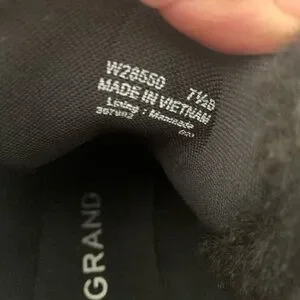 W28550 7½B
MADE IN VIETNAM
Lining : Manmade
GRAND